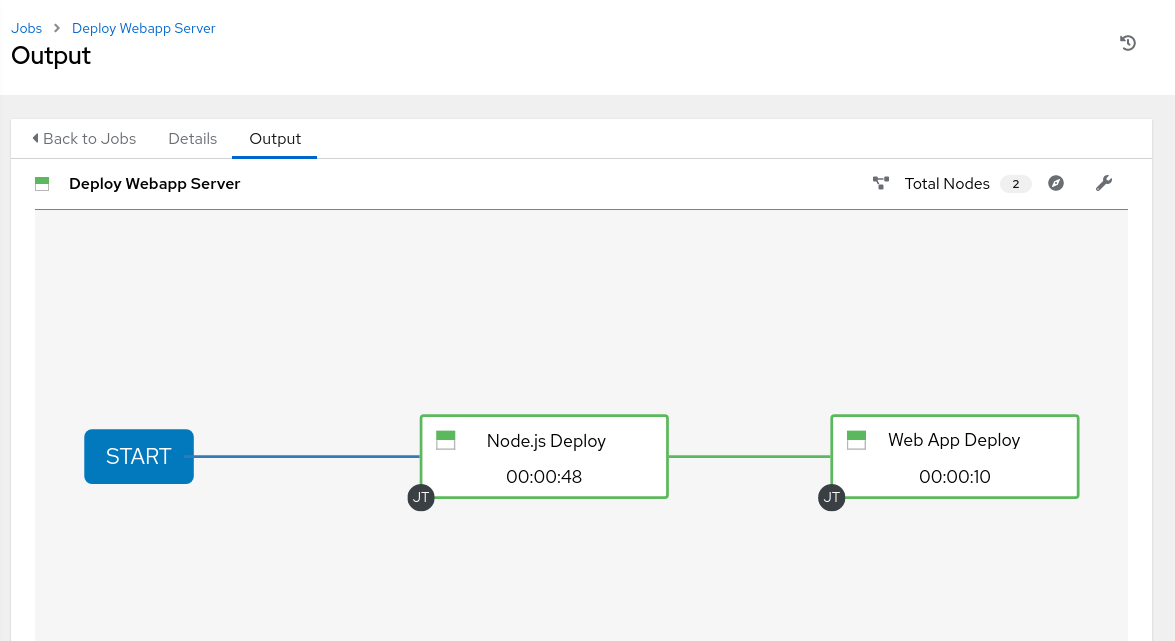 Jobs > Deploy Webapp Server
Output
Back to Jobs Details Output
Deploy Webapp Server Total Nodes 2
START
Node.js Deploy
00:00:48
JT
Web App Deploy
00:00:10
JT